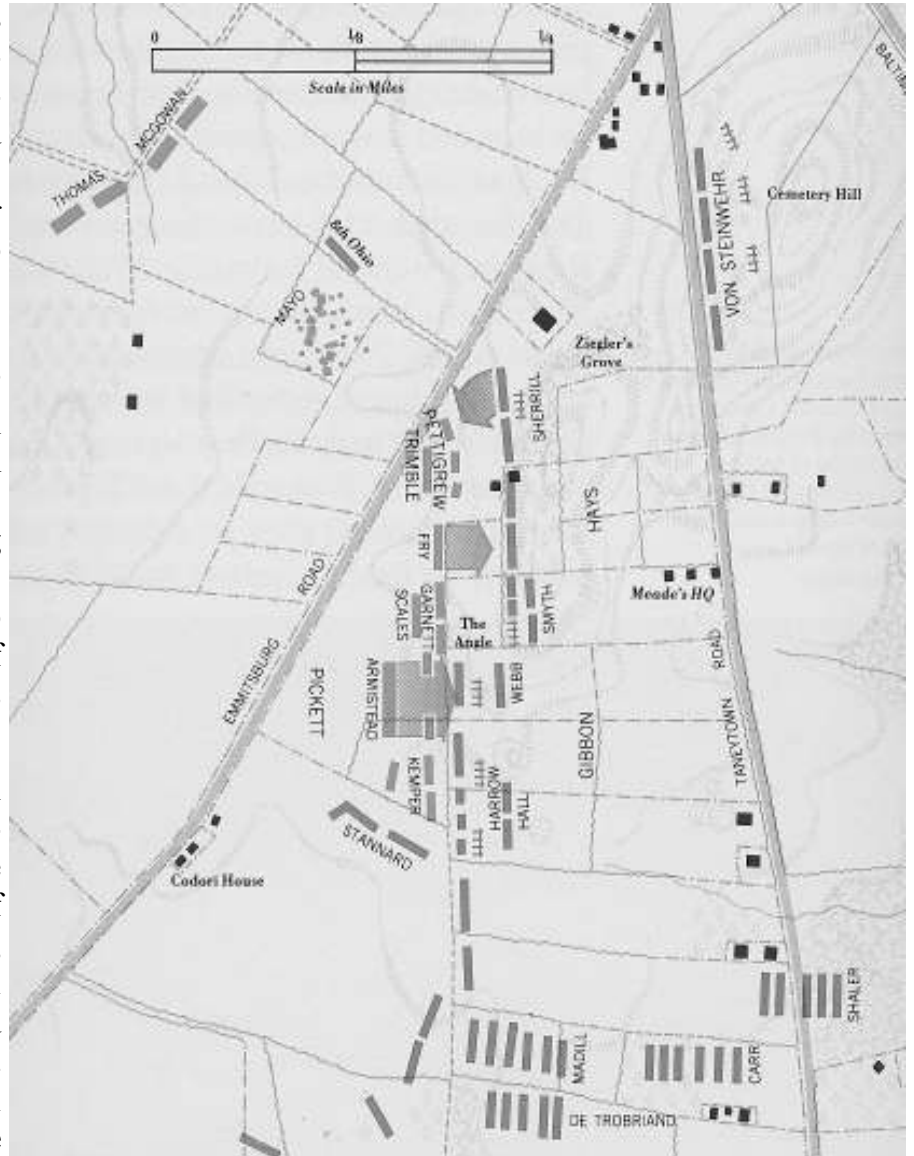 0 1/8 1/4
Scale in Miles
BALTIM
MCGOWAN
THOMAS
8th Ohio
MAYO
VON STEINWEHR
Cemetery Hill
Ziegler's
Grove
SHERRILL
PETTIGREW
TRIMBLE
HAYS
FRY
Meade's HQ
GARNETT
SCALES
The
Angle
SMYTH
EMMITSBURG ROAD
PICKETT
ARMISTEAD
WEBB
GIBBON
TANEYTOWN ROAD
KEMPER
HARROW
HALL
STANNARD
Codori House
SHALER
MADILL
CARR
DE TROBRIAND